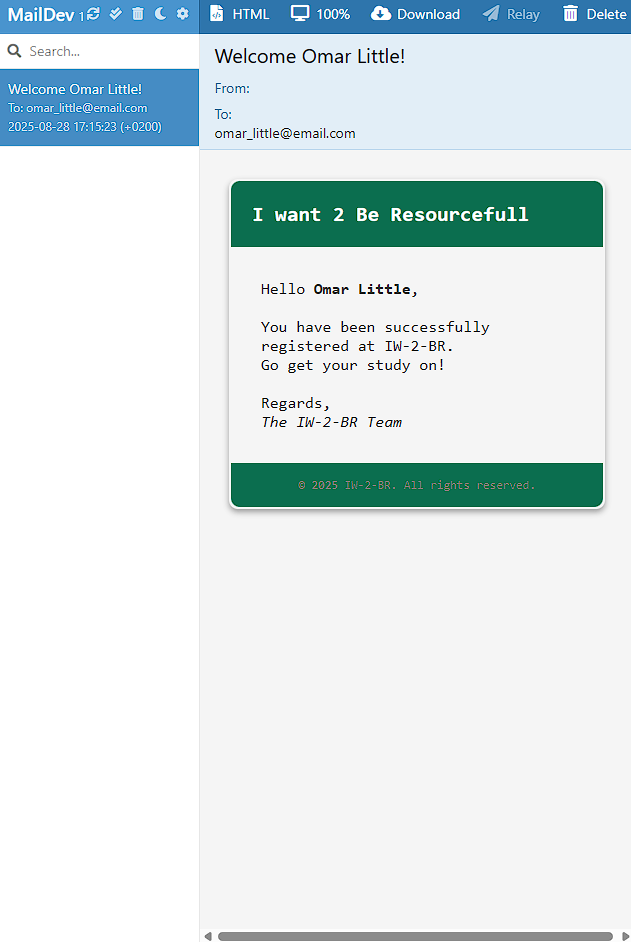 MailDev 1
HTML
100%
Download
Relay
Delete
Search...
Welcome Omar Little!
To: omar_little@email.com
2025-08-28 17:15:23 (+0200)
Welcome Omar Little!
From:
To:
omar_little@email.com
I want 2 Be Resourcefull
Hello Omar Little,
You have been successfully
registered at IW-2-BR.
Go get your study on!
Regards,
The IW-2-BR Team
© 2025 IW-2-BR. All rights reserved.